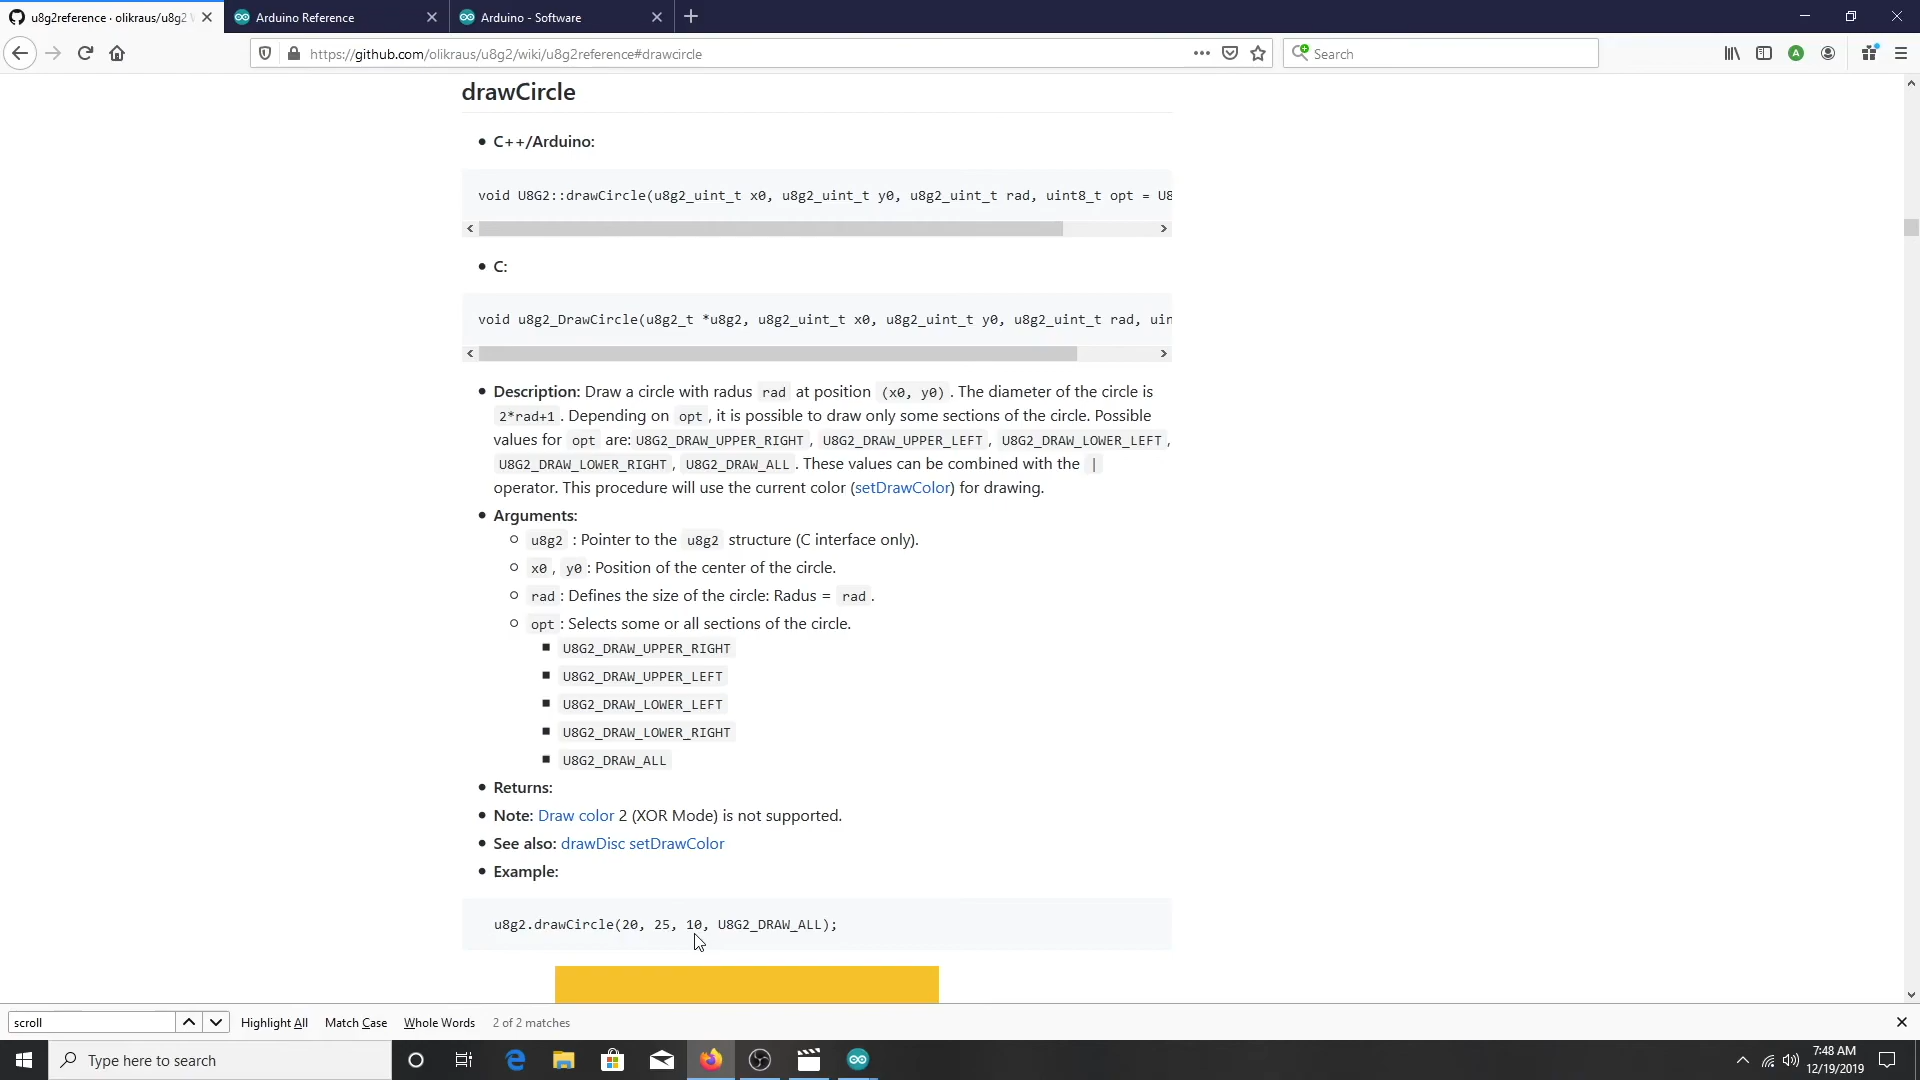 u8g2reference · olikraus/u8g2
Arduino Reference
Arduino - Software
https://github.com/olikraus/u8g2/wiki/u8g2reference#drawcircle
Search
A
drawCircle
C++/Arduino:
void U8G2::drawCircle(u8g2_uint_t x0, u8g2_uint_t y0, u8g2_uint_t rad, uint8_t opt = U8
C:
void u8g2_DrawCircle(u8g2_t *u8g2, u8g2_uint_t x0, u8g2_uint_t y0, u8g2_uint_t rad, uin
Description: Draw a circle with radus rad at position (x0, y0) . The diameter of the circle is
2*rad+1 . Depending on opt , it is possible to draw only some sections of the circle. Possible
values for opt are: U8G2_DRAW_UPPER_RIGHT , U8G2_DRAW_UPPER_LEFT , U8G2_DRAW_LOWER_LEFT ,
U8G2_DRAW_LOWER_RIGHT , U8G2_DRAW_ALL . These values can be combined with the |
operator. This procedure will use the current color (setDrawColor) for drawing.
Arguments:
u8g2 : Pointer to the u8g2 structure (C interface only).
x0 , y0 : Position of the center of the circle.
rad : Defines the size of the circle: Radus = rad .
opt : Selects some or all sections of the circle.
U8G2_DRAW_UPPER_RIGHT
U8G2_DRAW_UPPER_LEFT
U8G2_DRAW_LOWER_LEFT
U8G2_DRAW_LOWER_RIGHT
U8G2_DRAW_ALL
Returns:
Note: Draw color 2 (XOR Mode) is not supported.
See also: drawDisc setDrawColor
Example:
u8g2.drawCircle(20, 25, 10, U8G2_DRAW_ALL);
scroll
Highlight All
Match Case
Whole Words
2 of 2 matches
Type here to search
7:48 AM
12/19/2019